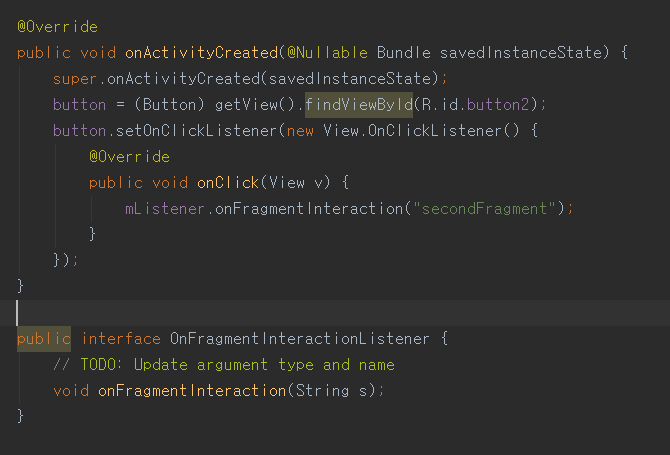 @Override
public void onActivityCreated(@Nullable Bundle savedInstanceState) {
super.onActivityCreated(savedInstanceState);
button = (Button) getView().findViewById(R.id.button2);
button.setOnClickListener(new View.OnClickListener() {
@Override
public void onClick(View v) {
mListener.onFragmentInteraction("secondFragment");
}
});
}
public interface OnFragmentInteractionListener {
// TODO: Update argument type and name
void onFragmentInteraction(String s);
}